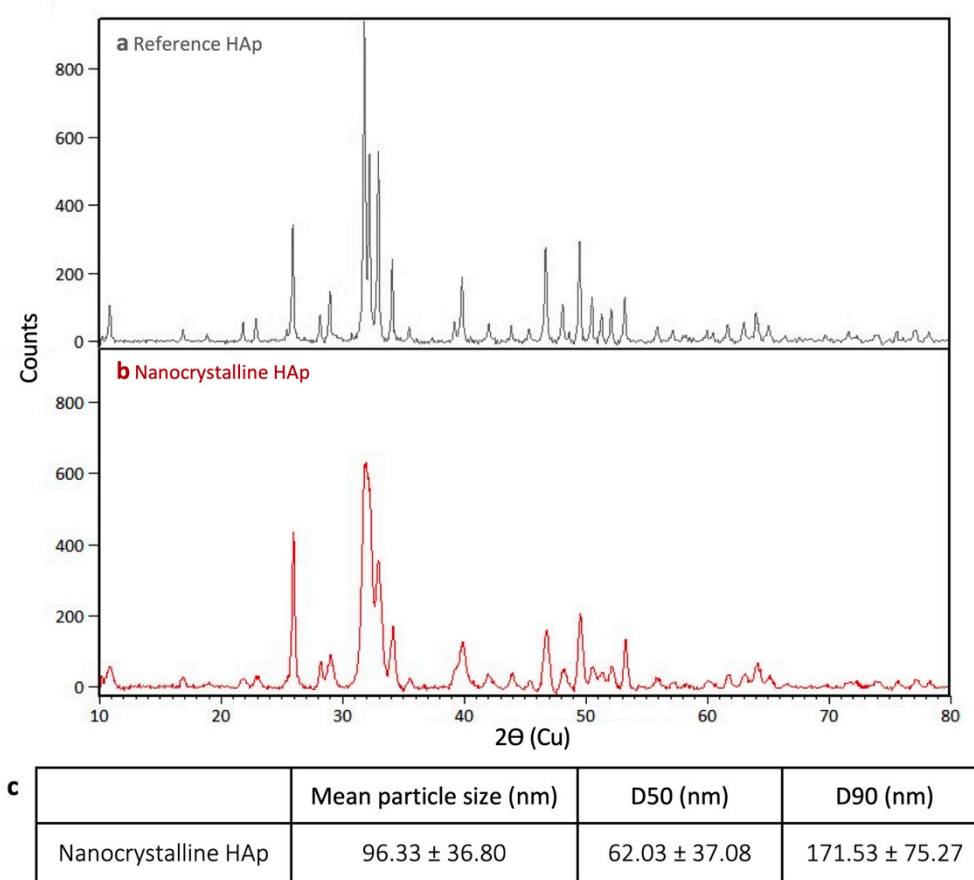 a Reference HAp
800
600
400
200
0
Counts
b Nanocrystalline HAp
800
600
400
200
0
10 20 30 40 50 60 70 80
2Θ (Cu)
c
Mean particle size (nm) D50 (nm) D90 (nm)
Nanocrystalline HAp 96.33 ± 36.80 62.03 ± 37.08 171.53 ± 75.27